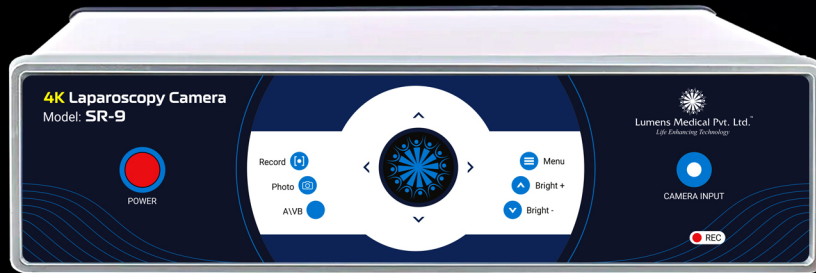 4K Laparoscopy Camera
Model: SR-9
POWER
Record
Photo
A\VB
Menu
Bright +
Bright -
Lumens Medical Pvt. Ltd.™
Life Enhancing Technology
CAMERA INPUT
REC